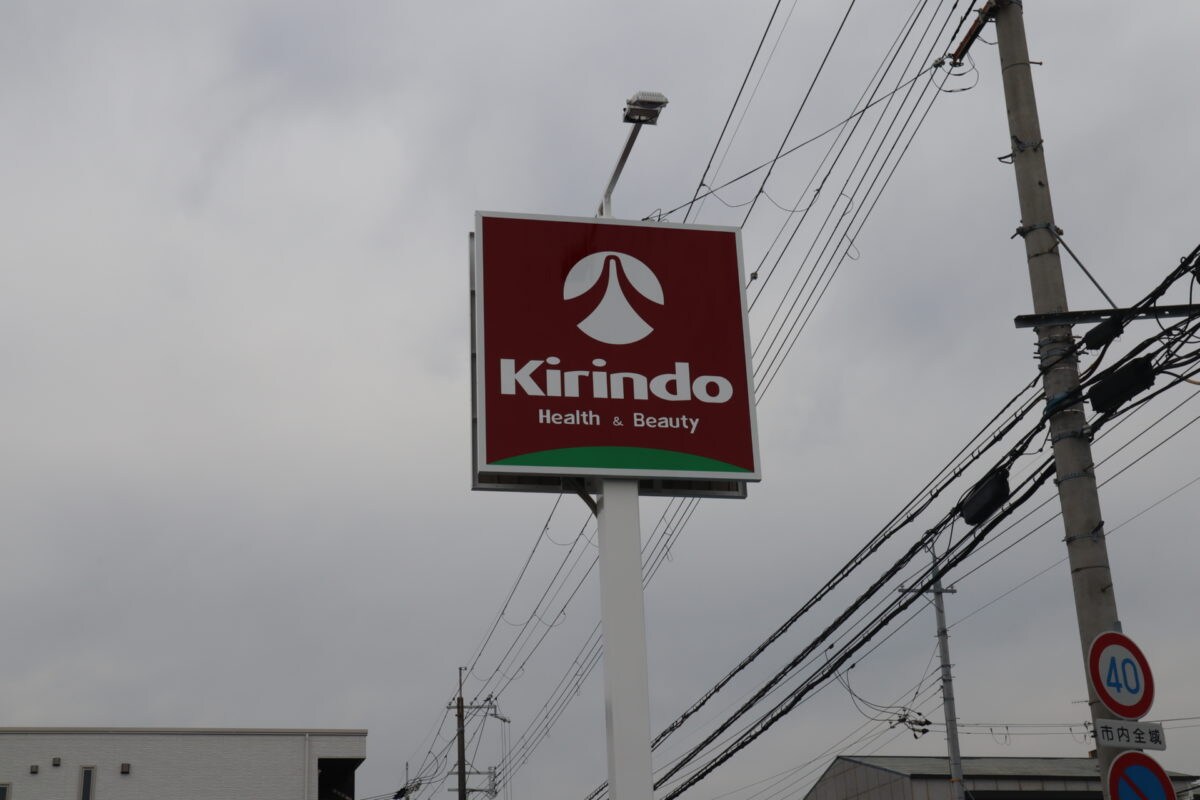 Kirindo
Health & Beauty
40
市内全域